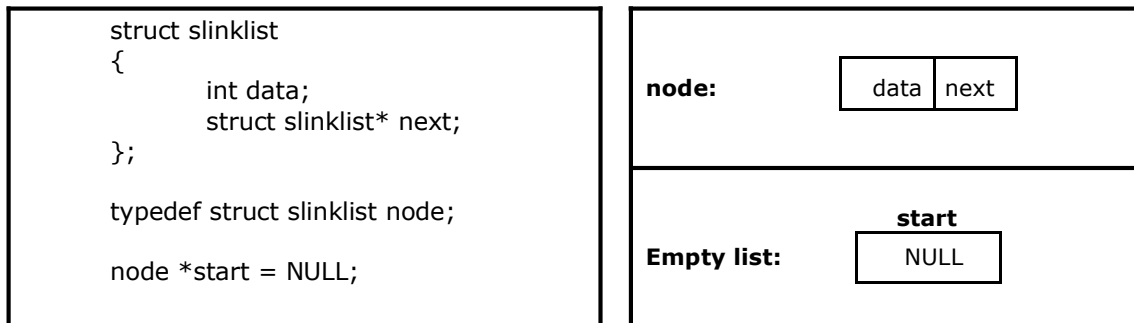 struct slinklist
{
int data;
struct slinklist* next;
};
typedef struct slinklist node;
node *start = NULL;
node:
data next
start
Empty list:
NULL